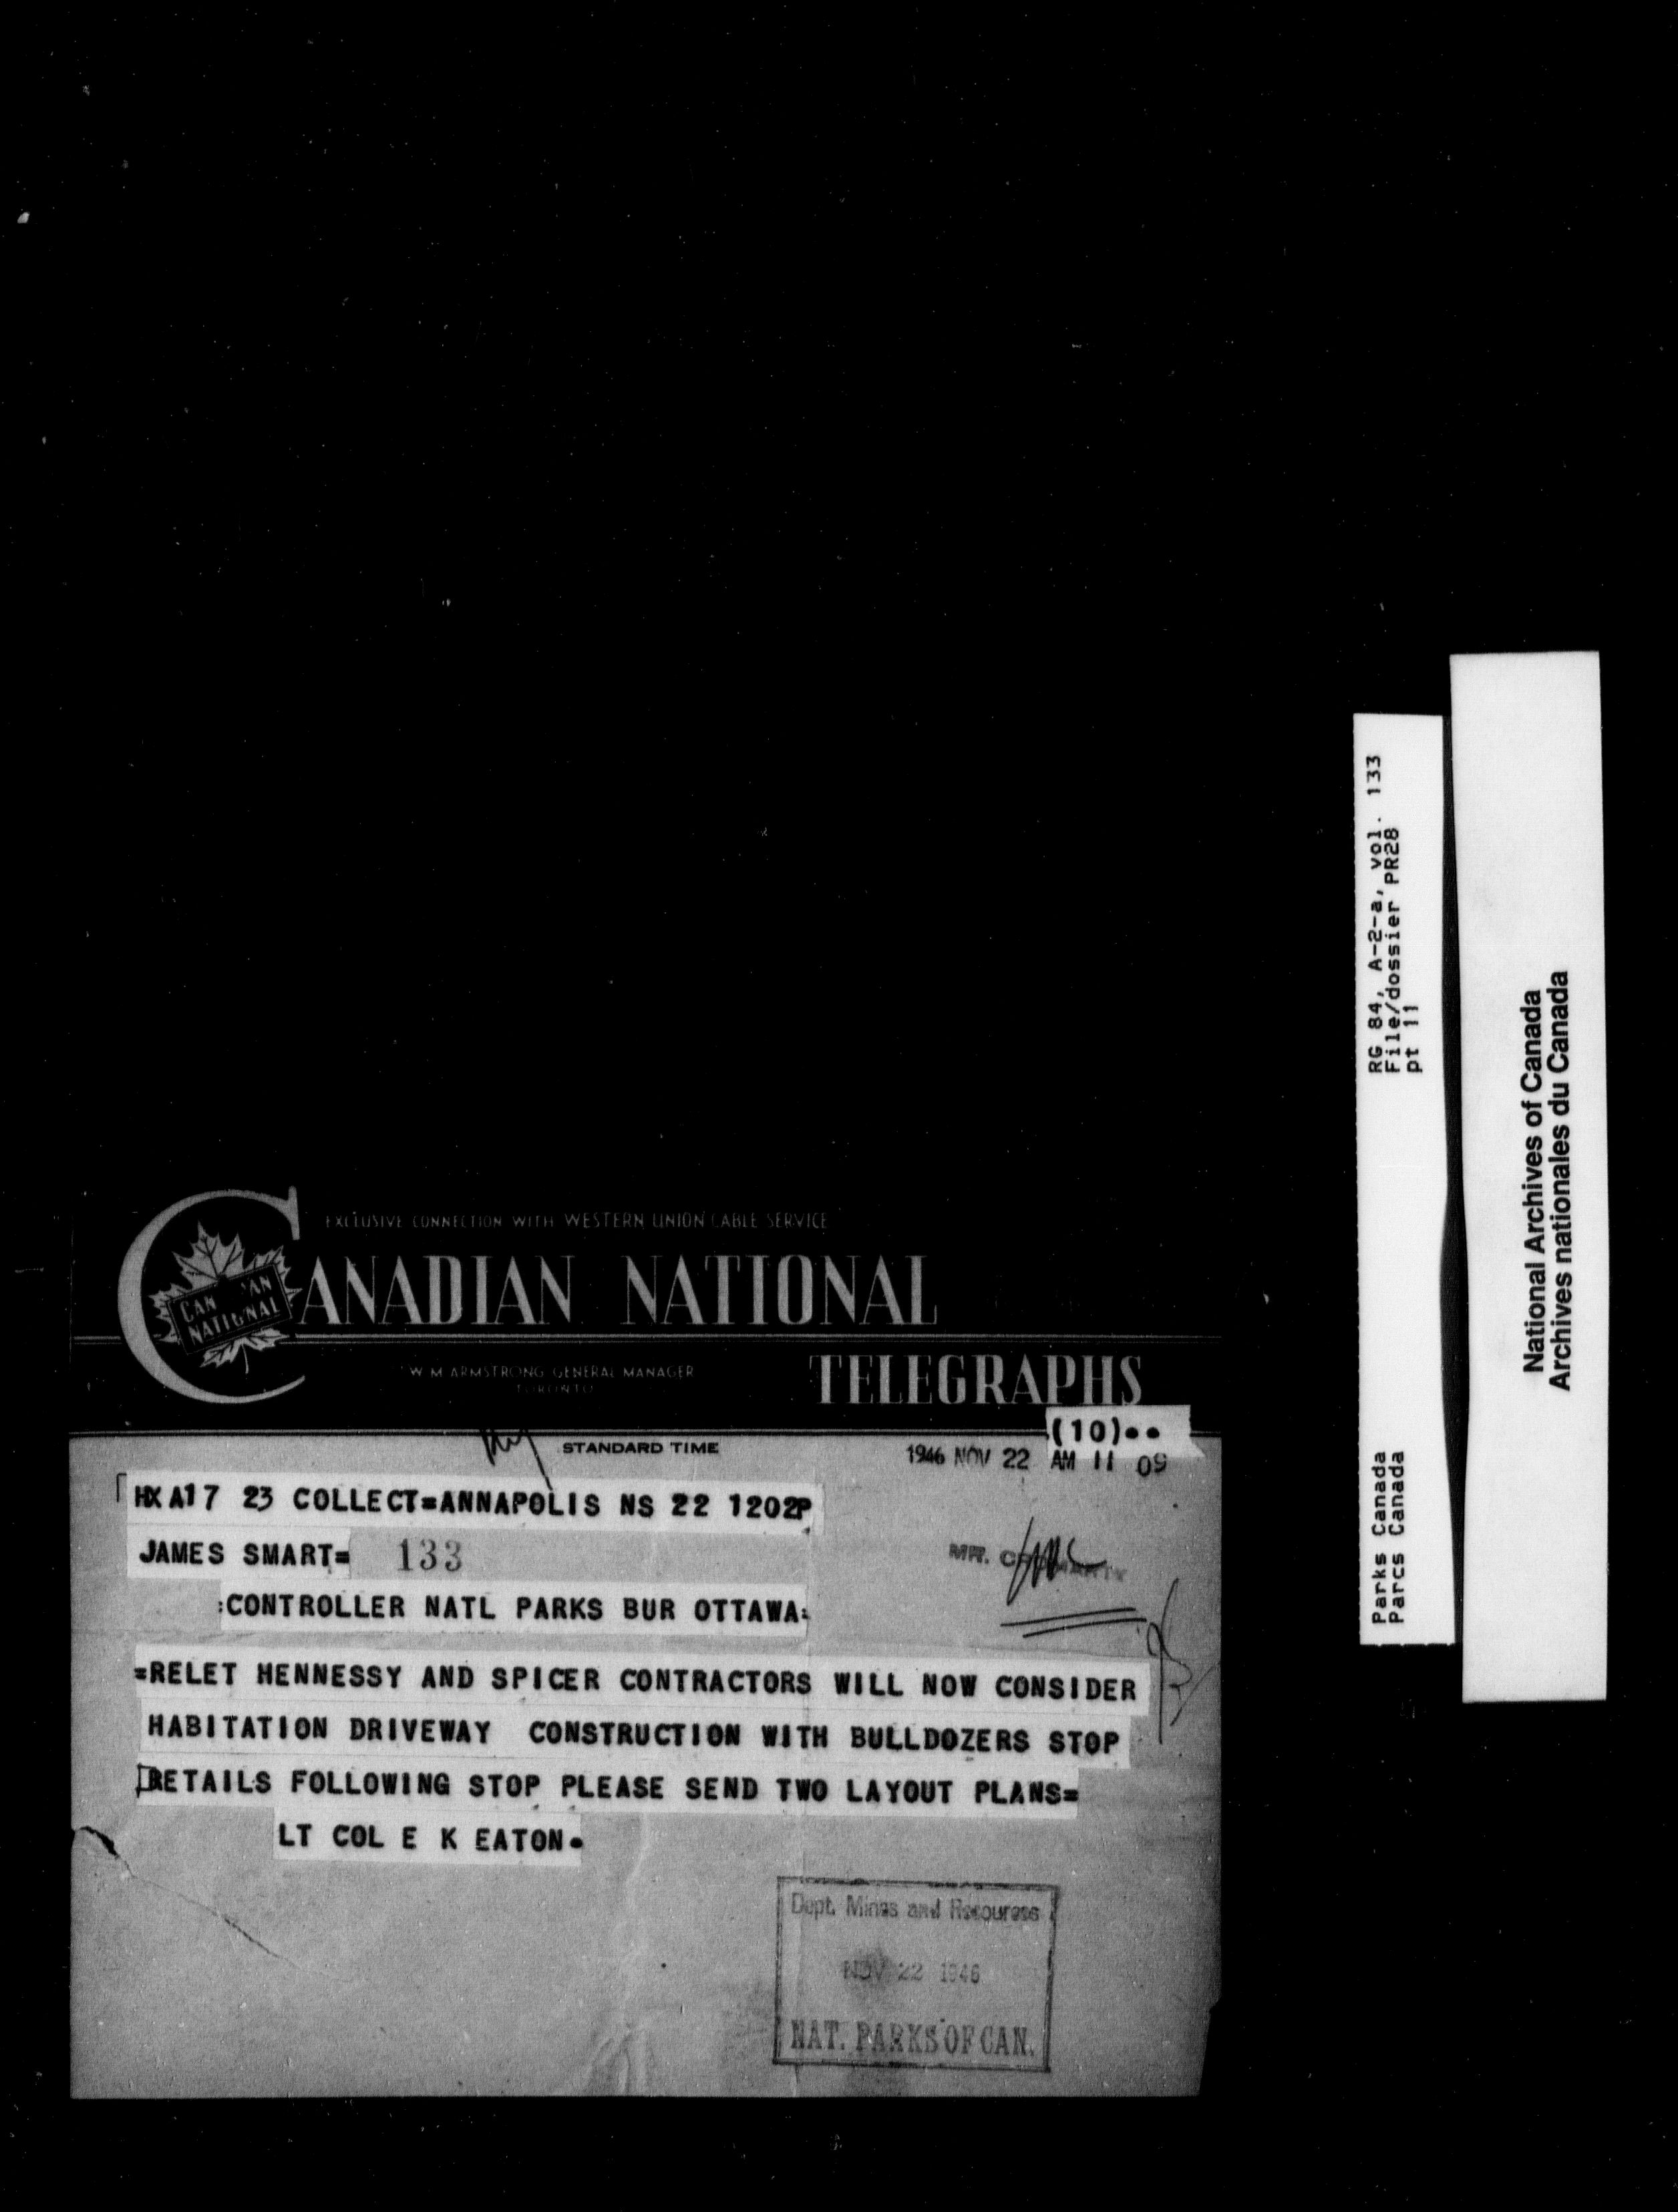 EXCLUSIVE CONNECTION WITH WESTERN UNION CABLE SERVICE
CANADIAN NATIONAL
CAN AN
NATIONAL
W M ARMSTRONG GENERAL MANAGER
TORONTO
TELEGRAPHS
(10)..
STANDARD TIME
1946 NOV 22 AM 11 09
HXA17 23 COLLECT=ANNAPOLIS NS 22 1202P
JAMES SMART= 133
MR. CROMARTY
:CONTROLLER NATL PARKS BUR OTTAWA:
=RELET HENNESSY AND SPICER CONTRACTORS WILL NOW CONSIDER
HABITATION DRIVEWAY CONSTRUCTION WITH BULLDOZERS STOP
DETAILS FOLLOWING STOP PLEASE SEND TWO LAYOUT PLANS=
LT COL E K EATON.
Dept. Mines and Resources
NOV 22 1946
NAT. PARKS OF CAN.
RG 84, A-2-a, vol. 133
File/dossier PR28
pt 11
Parks Canada
Parcs Canada
National Archives of Canada
Archives nationales du Canada